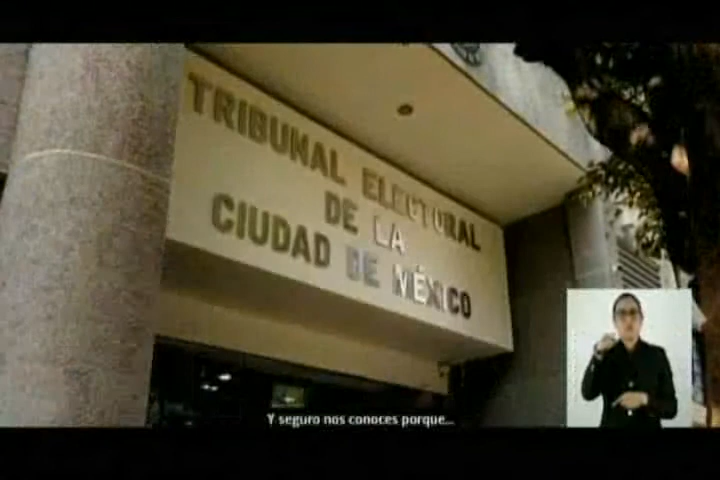 TRIBUNAL ELECTORAL
DE LA
CIUDAD DE MÉXICO
Y seguro nos conoces porque...